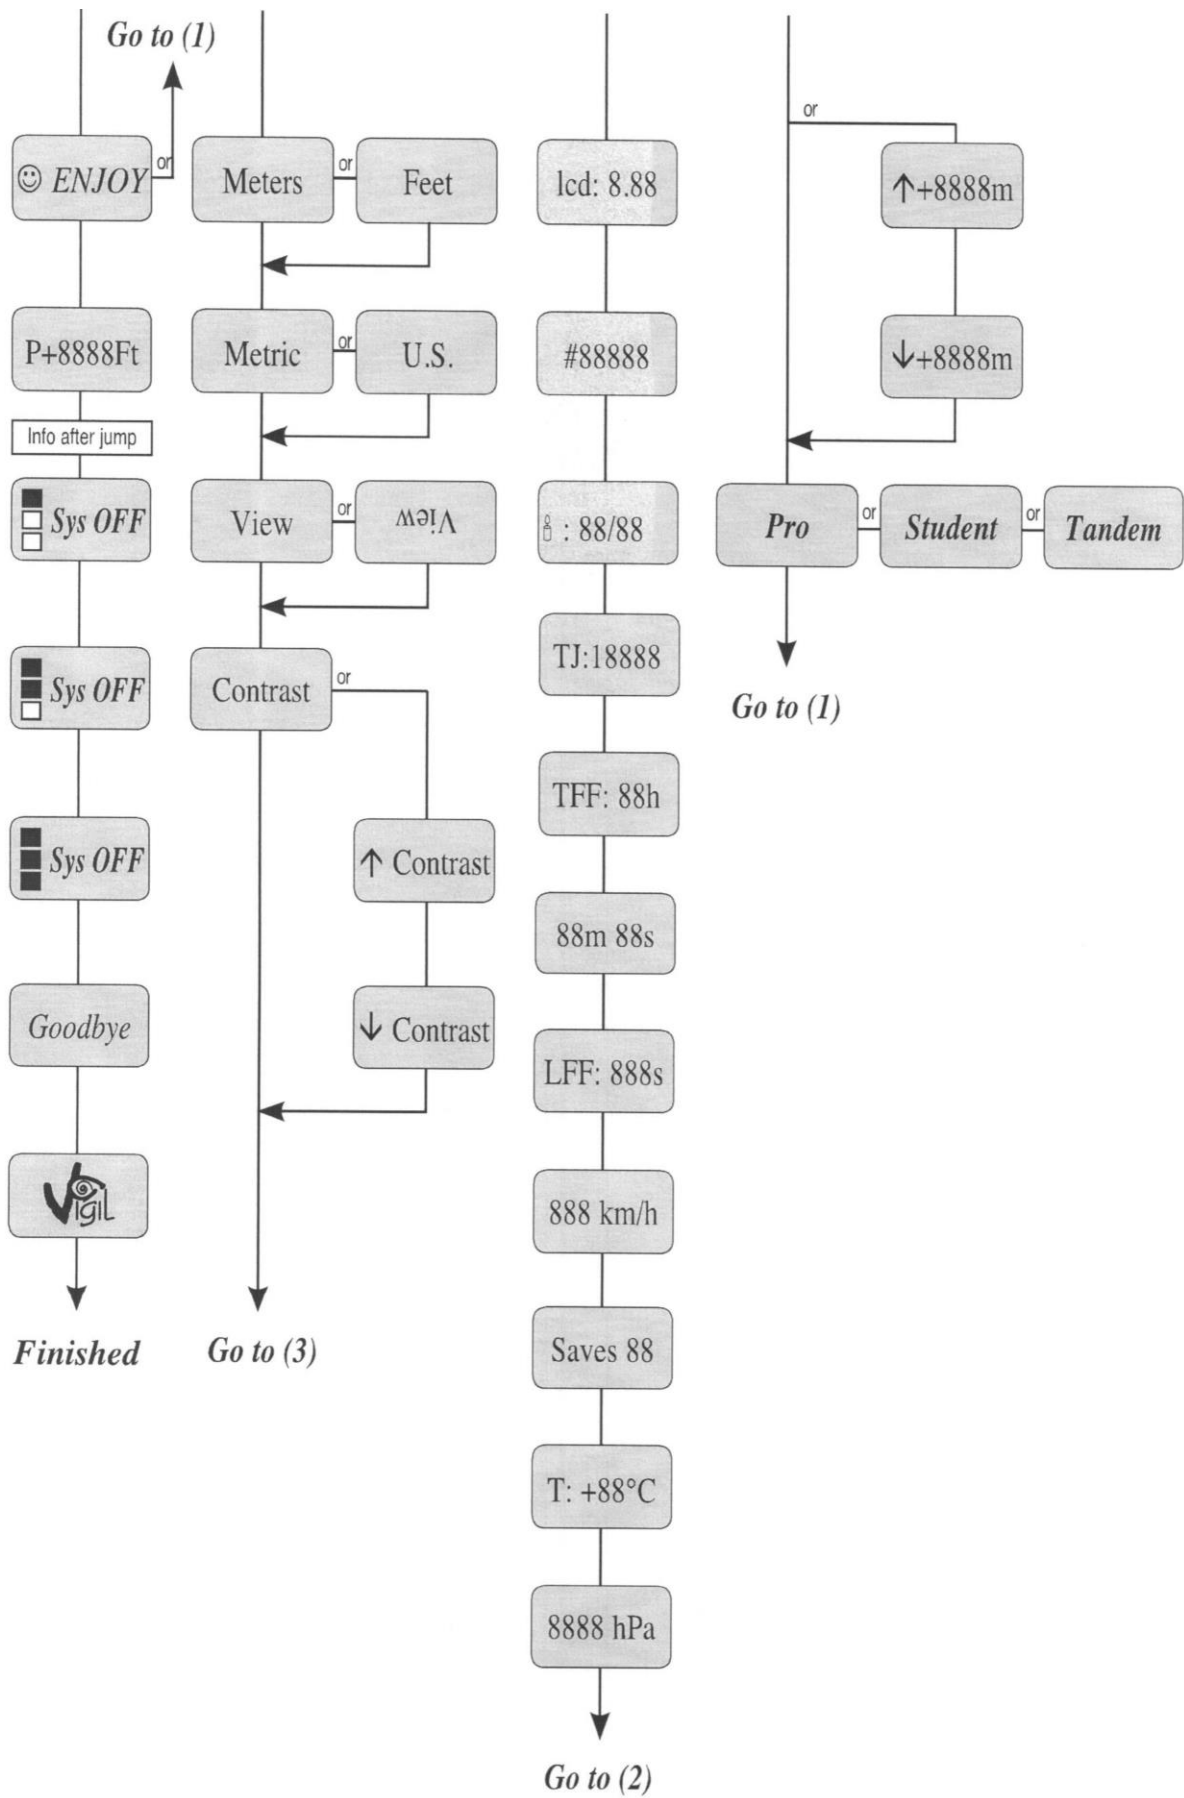 Go to (1)
☺ ENJOY
or
P+8888Ft
Info after jump
Sys OFF
Sys OFF
Sys OFF
Goodbye
VIGIL
Finished
Meters
or
Feet
Metric
or
U.S.
View
or
View
Contrast
or
↑ Contrast
↓ Contrast
Go to (3)
lcd: 8.88
#88888
: 88/88
TJ:18888
TFF: 88h
88m 88s
LFF: 888s
888 km/h
Saves 88
T: +88°C
8888 hPa
Go to (2)
or
↑+8888m
↓+8888m
Pro
or
Student
or
Tandem
Go to (1)